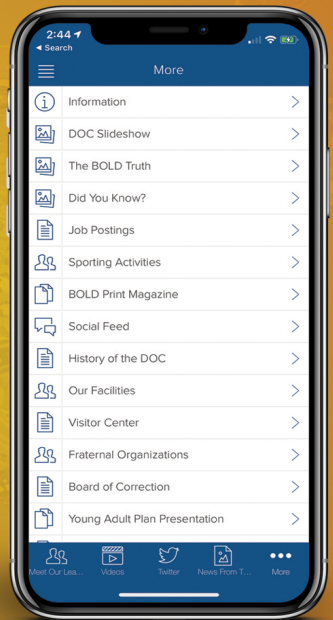 2:44
Search
More
Information
DOC Slideshow
The BOLD Truth
Did You Know?
Job Postings
Sporting Activities
BOLD Print Magazine
Social Feed
History of the DOC
Our Facilities
Visitor Center
Fraternal Organizations
Board of Correction
Young Adult Plan Presentation
Meet Our Lea... Videos Twitter News From T... More